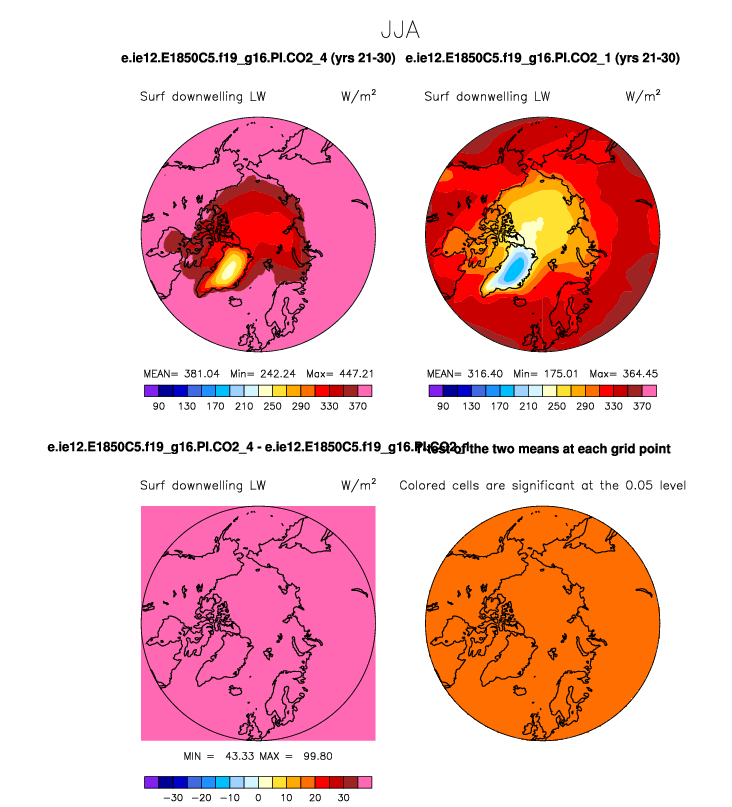 JJA
e.ie12.E1850C5.f19_g16.PI.CO2_4 (yrs 21-30) e.ie12.E1850C5.f19_g16.PI.CO2_1 (yrs 21-30)
Surf downwelling LW W/m² Surf downwelling LW W/m²
MEAN= 381.04 Min= 242.24 Max= 447.21 MEAN= 316.40 Min= 175.01 Max= 364.45
90 130 170 210 250 290 330 370 90 130 170 210 250 290 330 370
e.ie12.E1850C5.f19_g16.PI.CO2_4 - e.ie12.E1850C5.f19_g16.PI.CO2_1 T-test of the two means at each grid point
Surf downwelling LW W/m² Colored cells are significant at the 0.05 level
MIN = 43.33 MAX = 99.80
-30 -20 -10 0 10 20 30